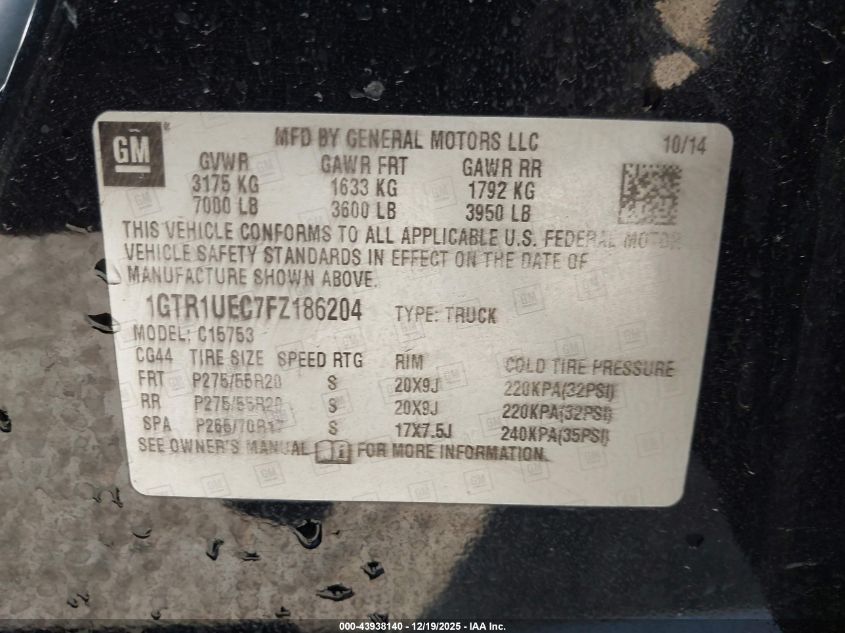 GM
MFD BY GENERAL MOTORS LLC 10/14
GVWR GAWR FRT GAWR RR
3175 KG 1633 KG 1792 KG
7000 LB 3600 LB 3950 LB
THIS VEHICLE CONFORMS TO ALL APPLICABLE U.S. FEDERAL MOTOR
VEHICLE SAFETY STANDARDS IN EFFECT ON THE DATE OF
MANUFACTURE SHOWN ABOVE.
1GTR1UEC7FZ186204 TYPE: TRUCK
MODEL: C15753
CG44 TIRE SIZE SPEED RTG RIM COLD TIRE PRESSURE
FRT P275/55R20 S 20X9J 220KPA(32PSI)
RR P275/55R20 S 20X9J 220KPA(32PSI)
SPA P265/70R17 S 17X7.5J 240KPA(35PSI)
SEE OWNER'S MANUAL FOR MORE INFORMATION.
000-43938140 - 12/19/2025 - IAA Inc.